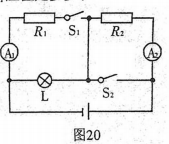 R₁ S₁ R₂
A₁ A₂
L S₂
图20